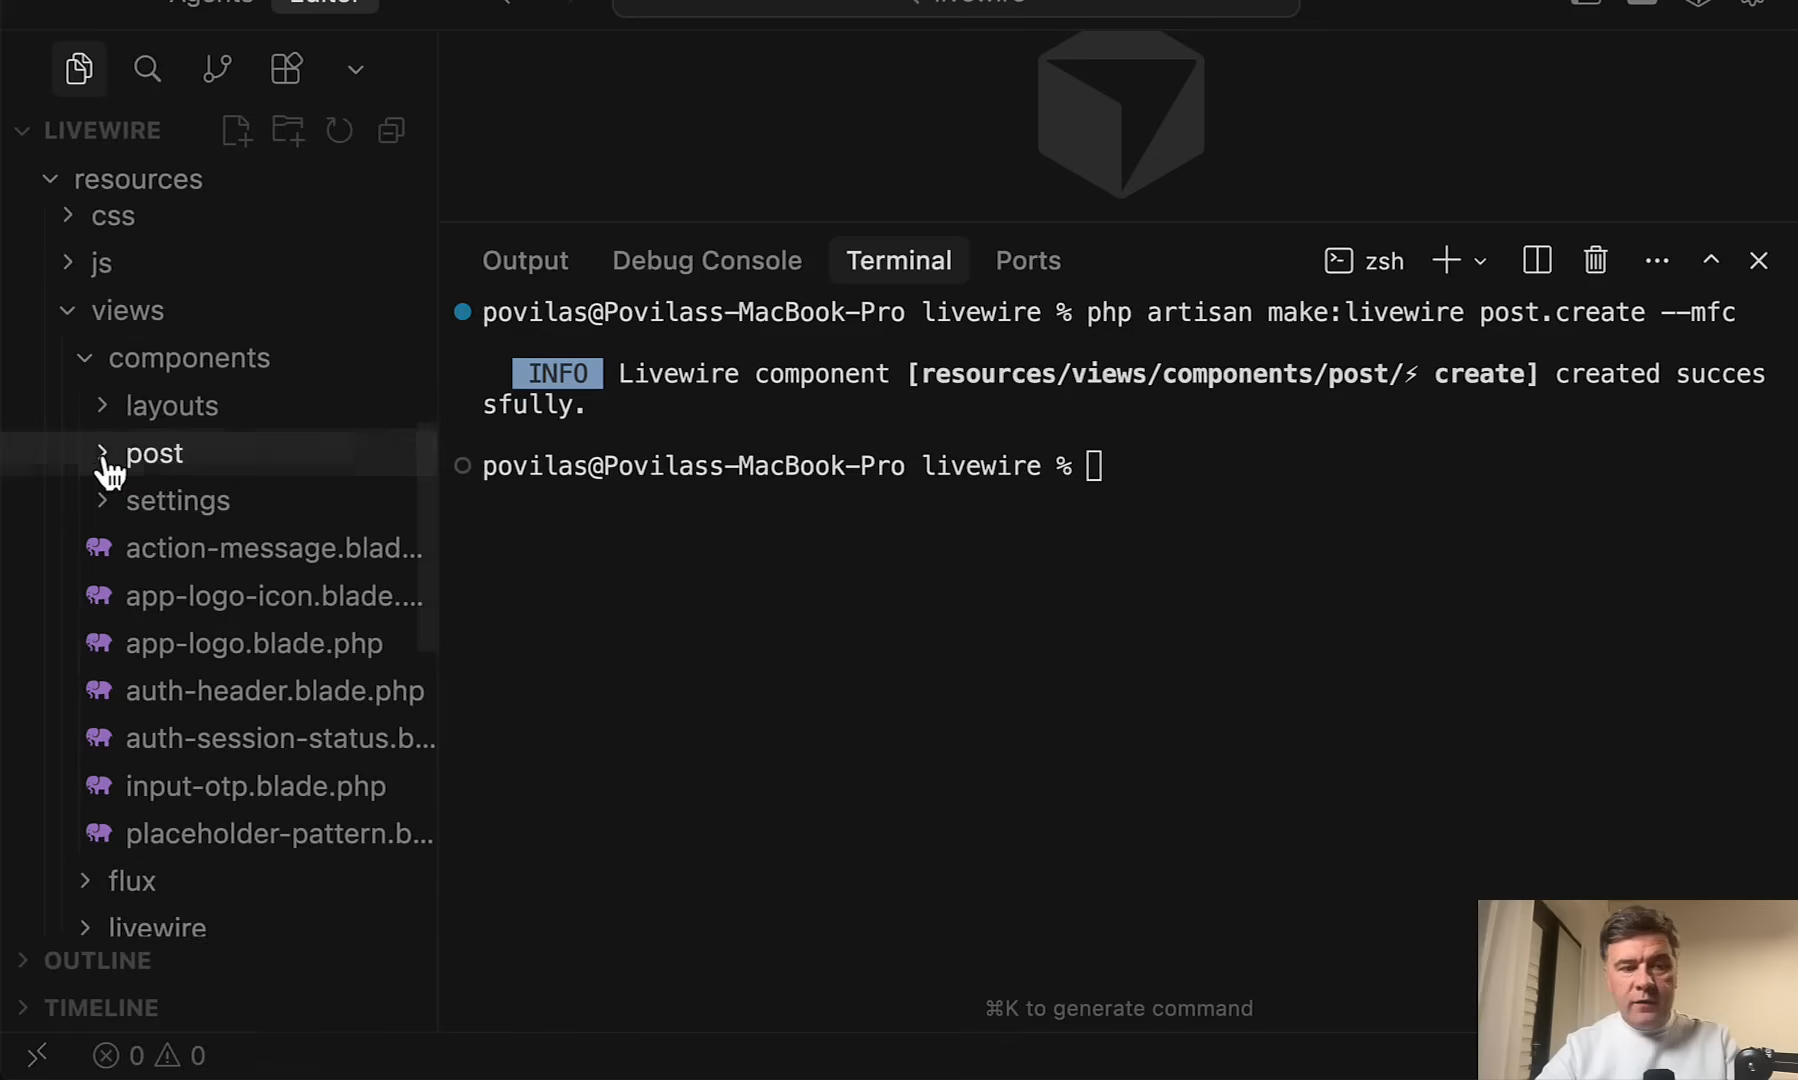 Agents Editor livewire
LIVEWIRE
resources
css
js
views
components
layouts
post
settings
action-message.blad...
app-logo-icon.blade....
app-logo.blade.php
auth-header.blade.php
auth-session-status.b...
input-otp.blade.php
placeholder-pattern.b...
flux
livewire
OUTLINE
TIMELINE
0 0
Output Debug Console Terminal Ports zsh
povilas@Povilass-MacBook-Pro livewire % php artisan make:livewire post.create --mfc
INFO Livewire component [resources/views/components/post/⚡ create] created succes
sfully.
povilas@Povilass-MacBook-Pro livewire %
⌘K to generate command